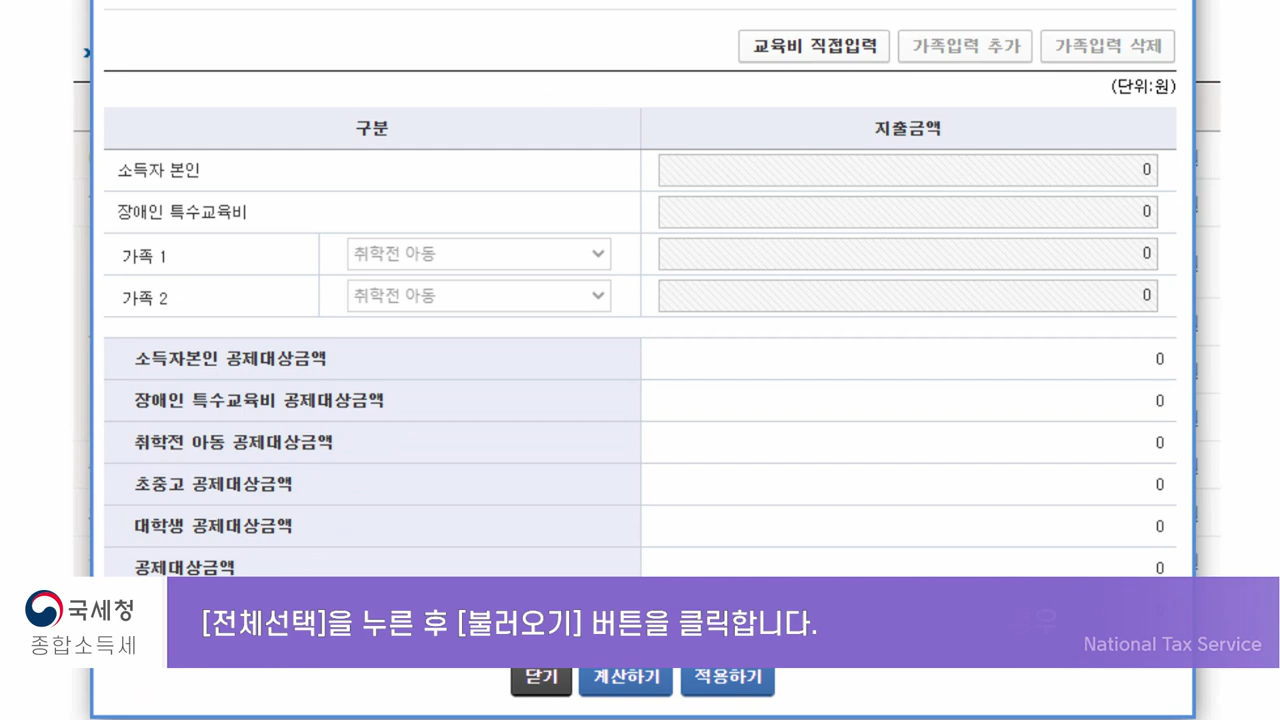 교육비 직접입력 가족입력 추가 가족입력 삭제
(단위:원)
구분 지출금액
소득자 본인 0
장애인 특수교육비 0
가족 1 취학전 아동 0
가족 2 취학전 아동 0
소득자본인 공제대상금액 0
장애인 특수교육비 공제대상금액 0
취학전 아동 공제대상금액 0
초중고 공제대상금액 0
대학생 공제대상금액 0
공제대상금액 0
국세청
종합소득세
[전체선택]을 누른 후 [불러오기] 버튼을 클릭합니다.
National Tax Service
닫기 계산하기 적용하기